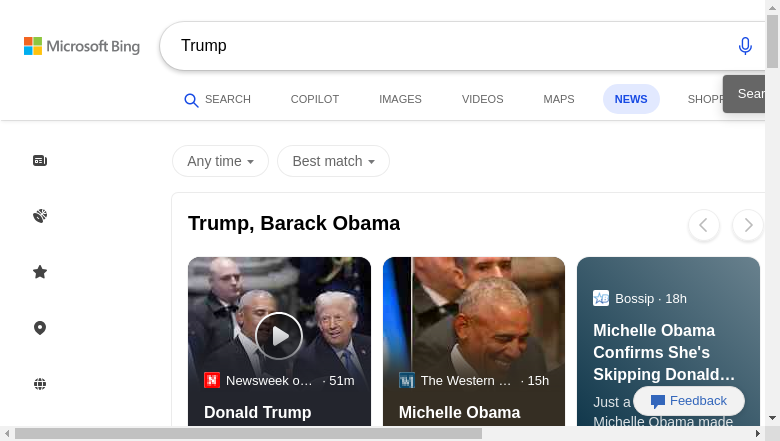 Microsoft Bing
Trump
SEARCH
COPILOT
IMAGES
VIDEOS
MAPS
NEWS
Any time
Best match
Trump, Barack Obama
Newsweek o... · 51m
Donald Trump
The Western ... · 15h
Michelle Obama
Bossip · 18h
Michelle Obama
Confirms She's
Skipping Donald...
Just a
Michelle Obama made
Feedback